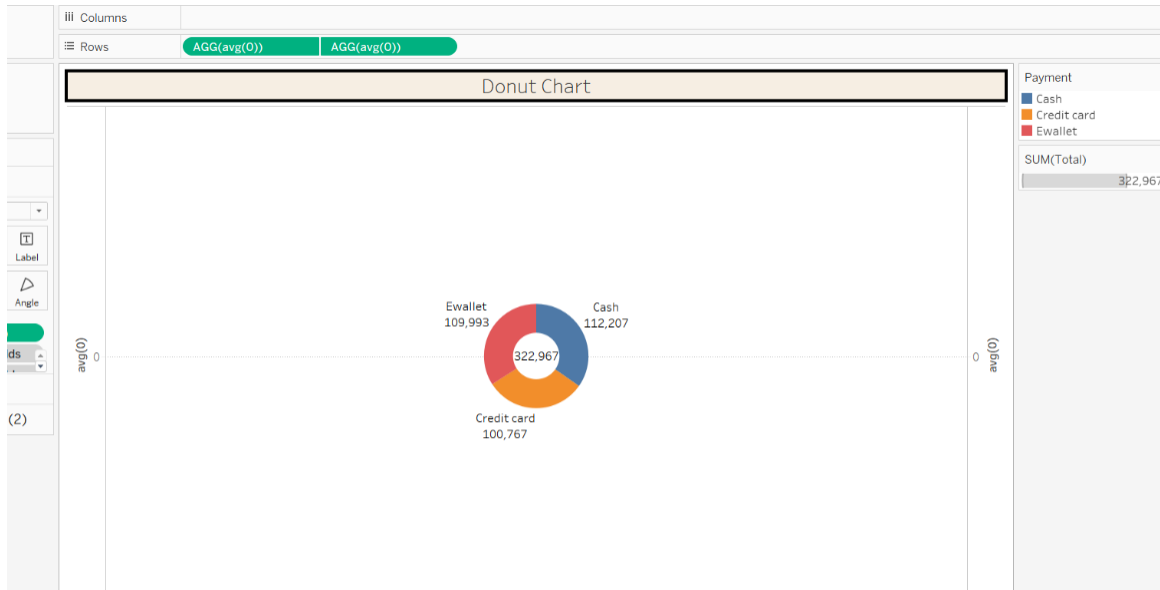 Columns
Rows
AGG(avg(0)) AGG(avg(0))
Donut Chart
Payment
Cash
Credit card
Ewallet
SUM(Total)
322,967
Label
Angle
ds
(2)
Ewallet
109,993
Cash
112,207
322,967
Credit card
100,767
avg(0)
0
0
avg(0)